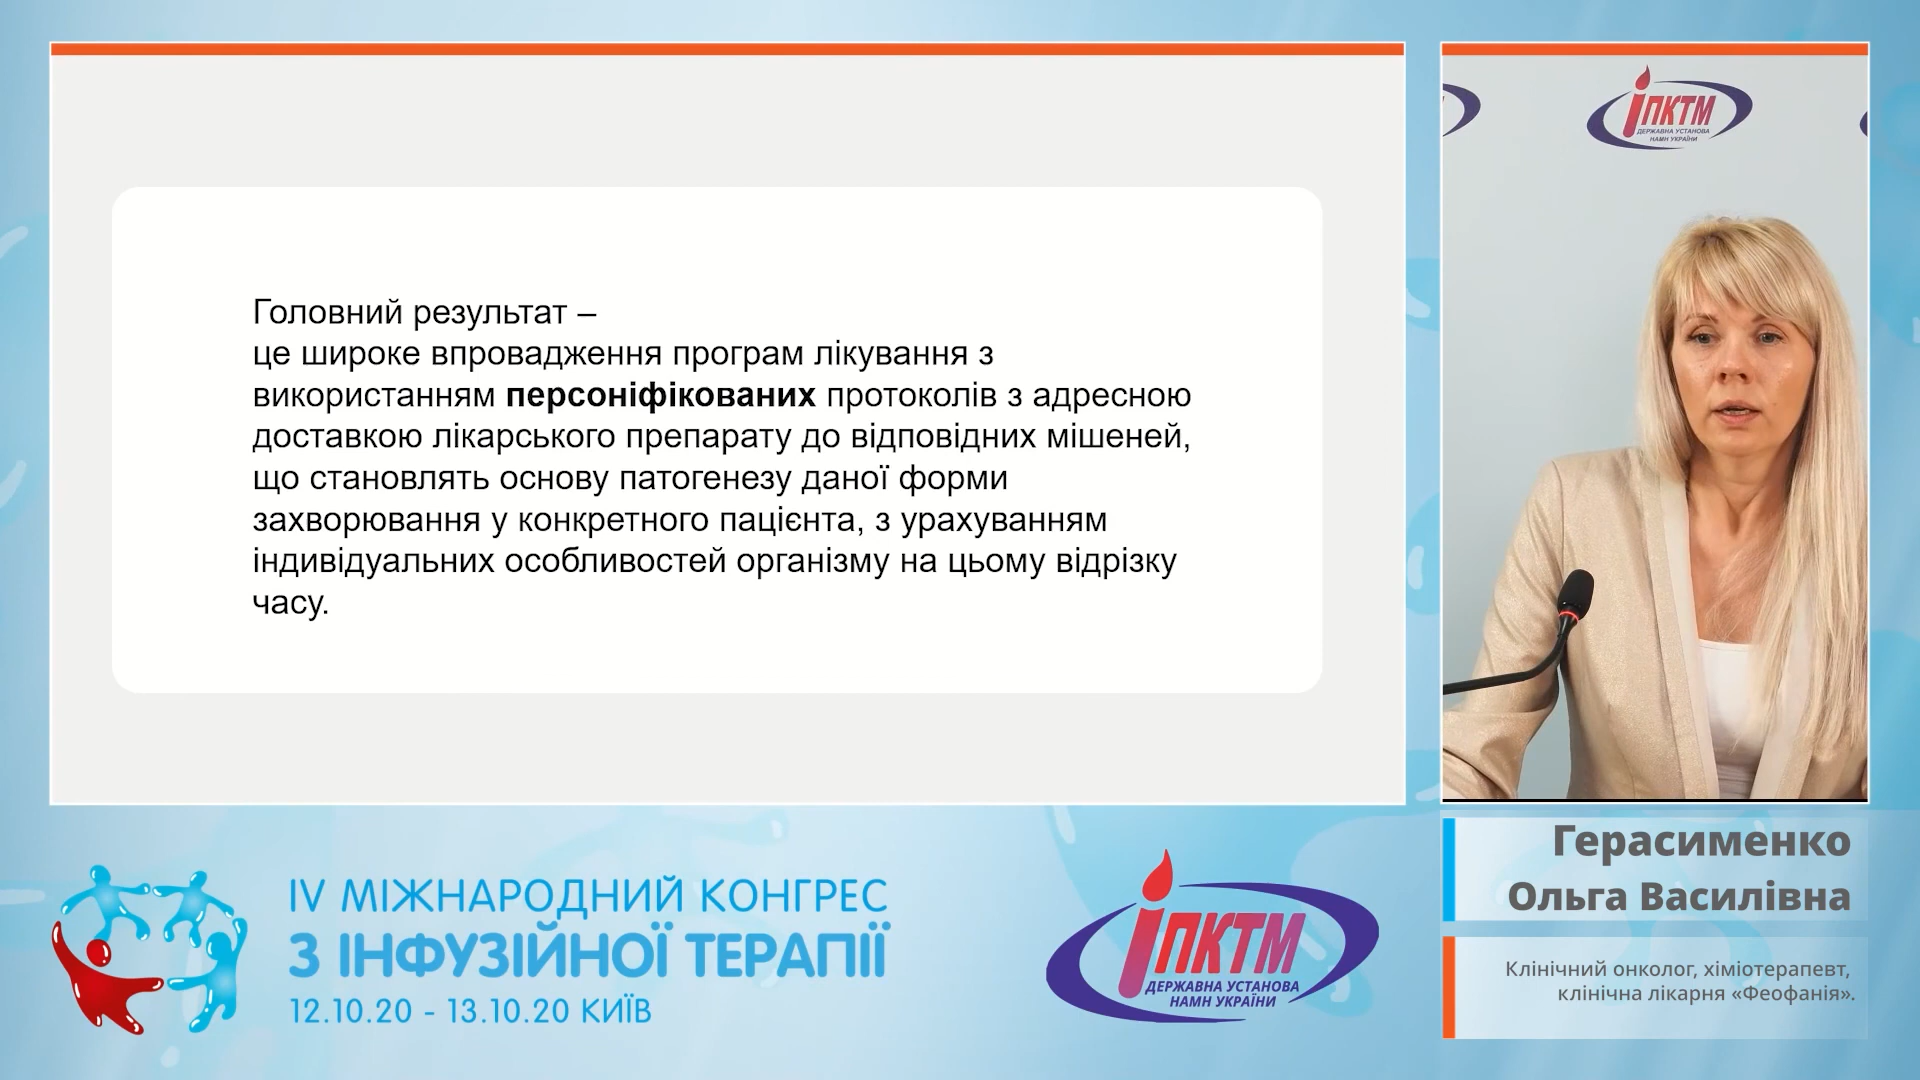 Головний результат –
це широке впровадження програм лікування з
використанням персоніфікованих протоколів з адресною
доставкою лікарського препарату до відповідних мішеней,
що становлять основу патогенезу даної форми
захворювання у конкретного пацієнта, з урахуванням
індивідуальних особливостей організму на цьому відрізку
часу.
ІПКТМ
ДЕРЖАВНА УСТАНОВА
НАМН УКРАЇНИ
Герасименко
Ольга Василівна
Клінічний онколог, хіміотерапевт,
клінічна лікарня «Феофанія».
IV МІЖНАРОДНИЙ КОНГРЕС
З ІНФУЗІЙНОЇ ТЕРАПІЇ
12.10.20 - 13.10.20 КИЇВ
ІПКТМ
ДЕРЖАВНА УСТАНОВА
НАМН УКРАЇНИ